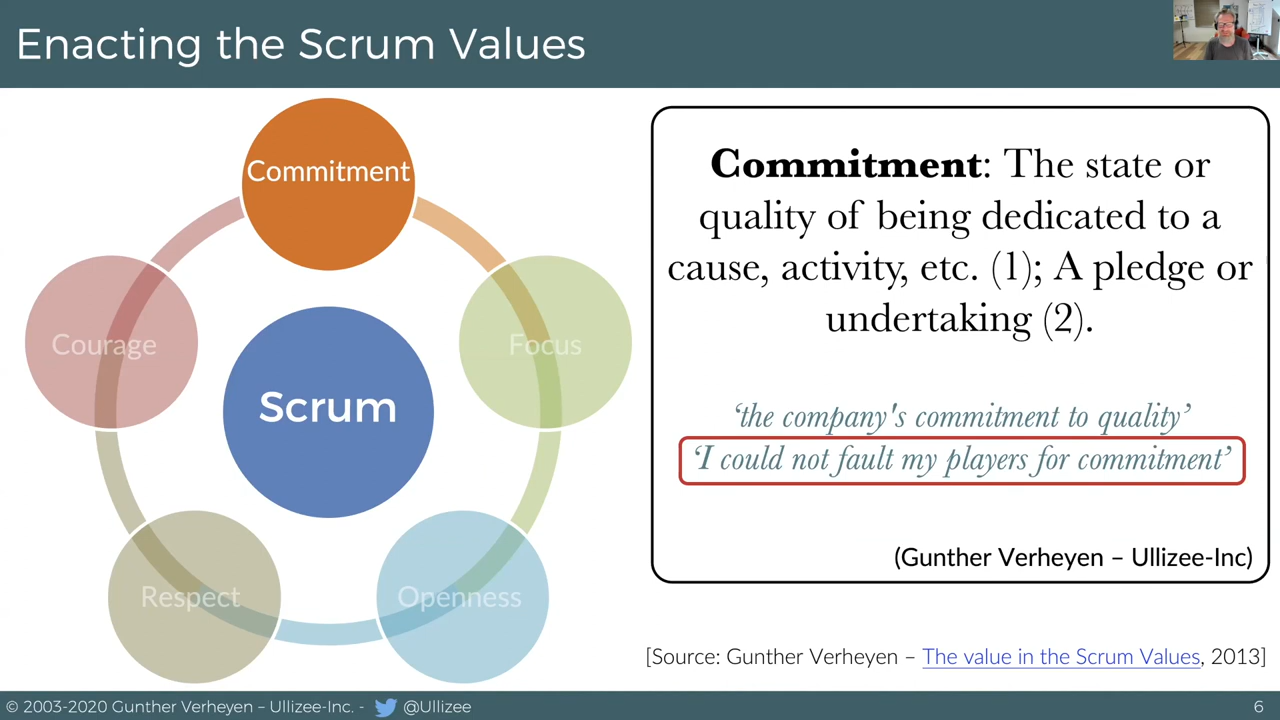 Enacting the Scrum Values
Commitment
Courage
Focus
Scrum
Respect
Openness
Commitment: The state or
quality of being dedicated to a
cause, activity, etc. (1); A pledge or
undertaking (2).
‘the company's commitment to quality’
‘I could not fault my players for commitment’
(Gunther Verheyen – Ullizee-Inc)
[Source: Gunther Verheyen – The value in the Scrum Values, 2013]
© 2003-2020 Gunther Verheyen – Ullizee-Inc. - @Ullizee
6